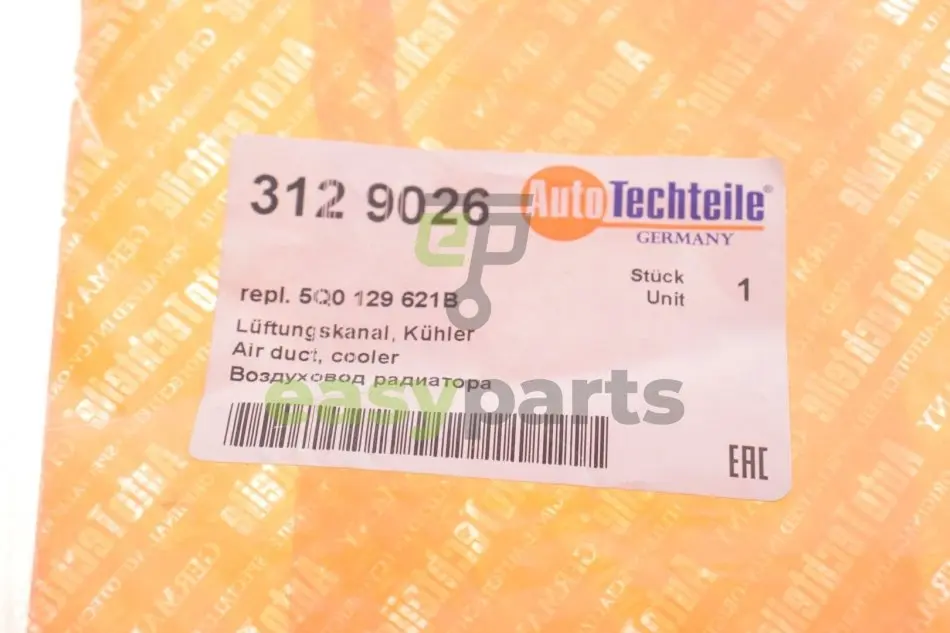 312 9026
AutoTechteile®
GERMANY
Stück
Unit
1
repl. 5Q0 129 621B
Lüftungskanal, Kühler
Air duct, cooler
Воздуховод радиатора
EAC
ep
easyparts